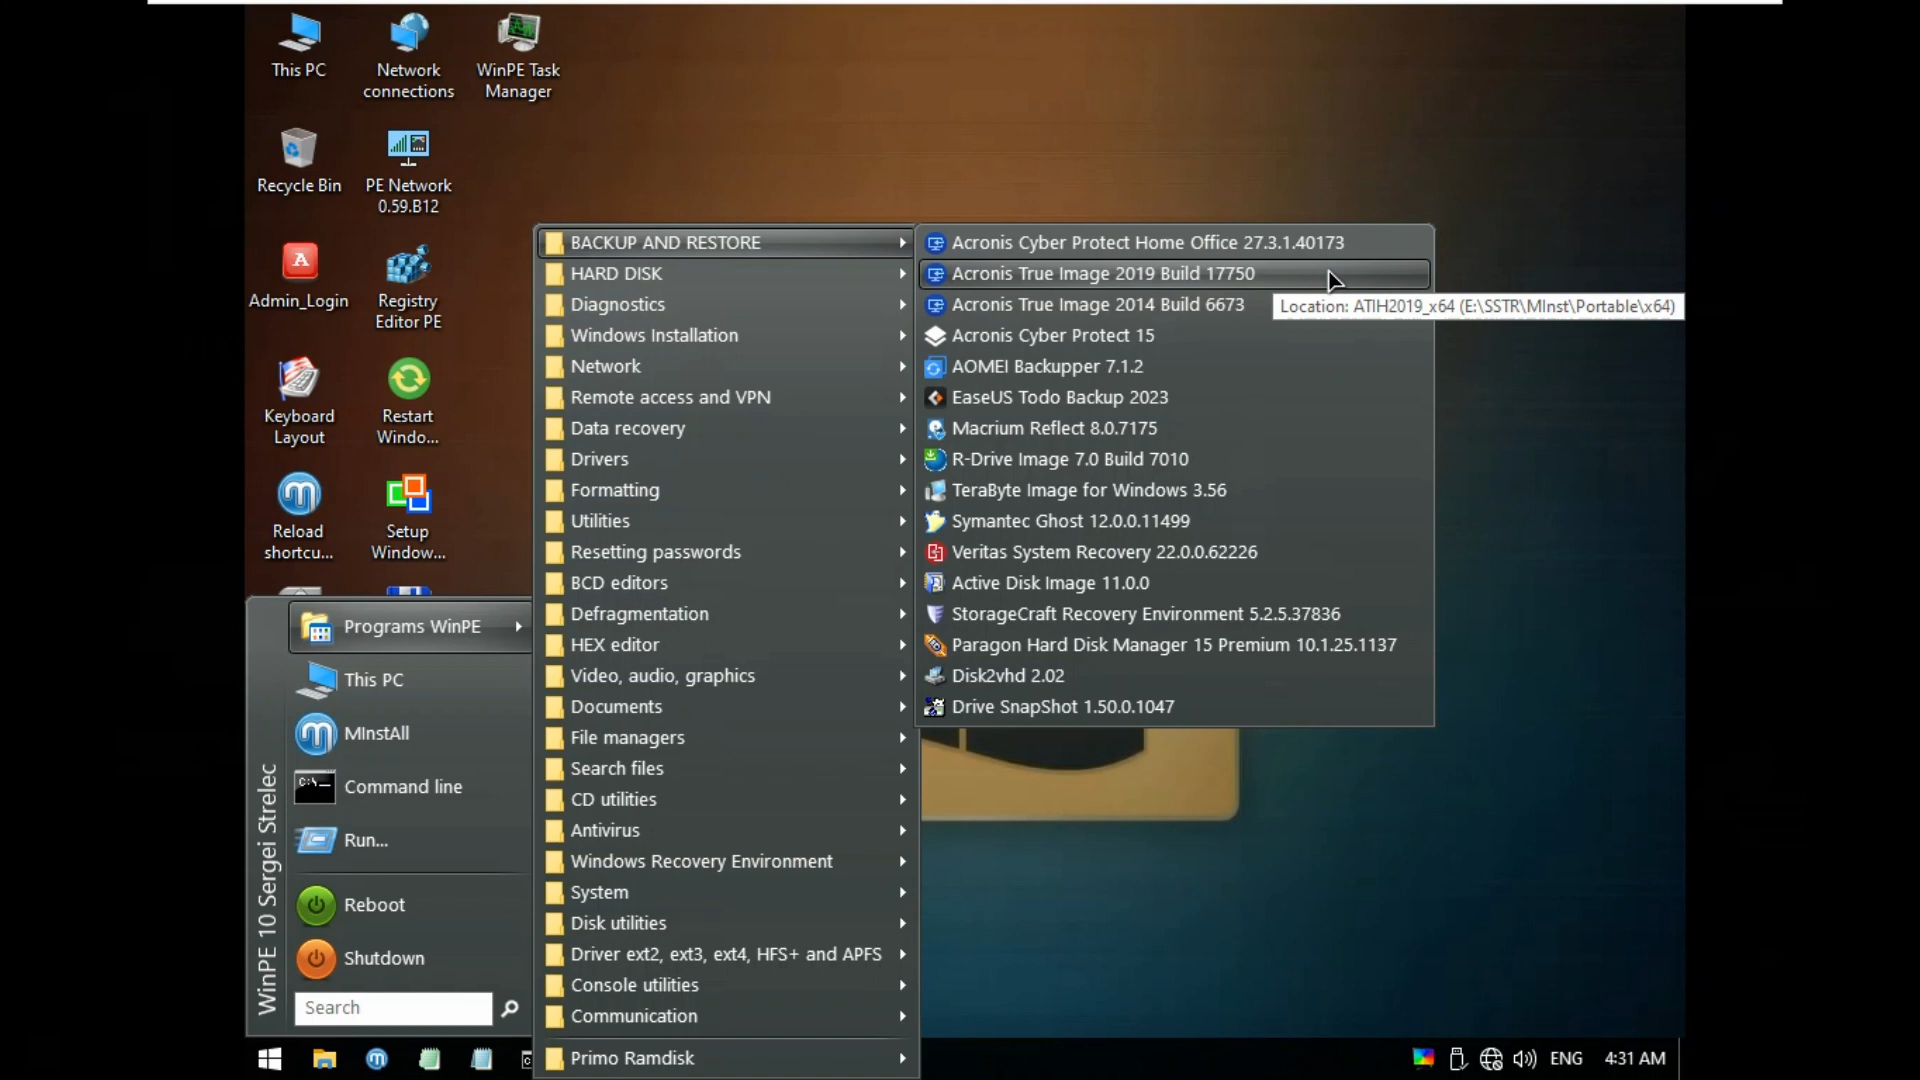 This PC
Network
connections
WinPE Task
Manager
Recycle Bin
PE Network
0.59.B12
Admin_Login
Registry
Editor PE
Keyboard
Layout
Restart
Windo...
Reload
shortcu...
Setup
Window...
WinPE 10 Sergei Strelec
Programs WinPE
This PC
MInstAll
Command line
Run...
Reboot
Shutdown
Search
BACKUP AND RESTORE
HARD DISK
Diagnostics
Windows Installation
Network
Remote access and VPN
Data recovery
Drivers
Formatting
Utilities
Resetting passwords
BCD editors
Defragmentation
HEX editor
Video, audio, graphics
Documents
File managers
Search files
CD utilities
Antivirus
Windows Recovery Environment
System
Disk utilities
Driver ext2, ext3, ext4, HFS+ and APFS
Console utilities
Communication
Primo Ramdisk
Acronis Cyber Protect Home Office 27.3.1.40173
Acronis True Image 2019 Build 17750
Acronis True Image 2014 Build 6673
Location: ATIH2019_x64 (E:\SSTR\MInst\Portable\x64)
Acronis Cyber Protect 15
AOMEI Backupper 7.1.2
EaseUS Todo Backup 2023
Macrium Reflect 8.0.7175
R-Drive Image 7.0 Build 7010
TeraByte Image for Windows 3.56
Symantec Ghost 12.0.0.11499
Veritas System Recovery 22.0.0.62226
Active Disk Image 11.0.0
StorageCraft Recovery Environment 5.2.5.37836
Paragon Hard Disk Manager 15 Premium 10.1.25.1137
Disk2vhd 2.02
Drive SnapShot 1.50.0.1047
ENG
4:31 AM